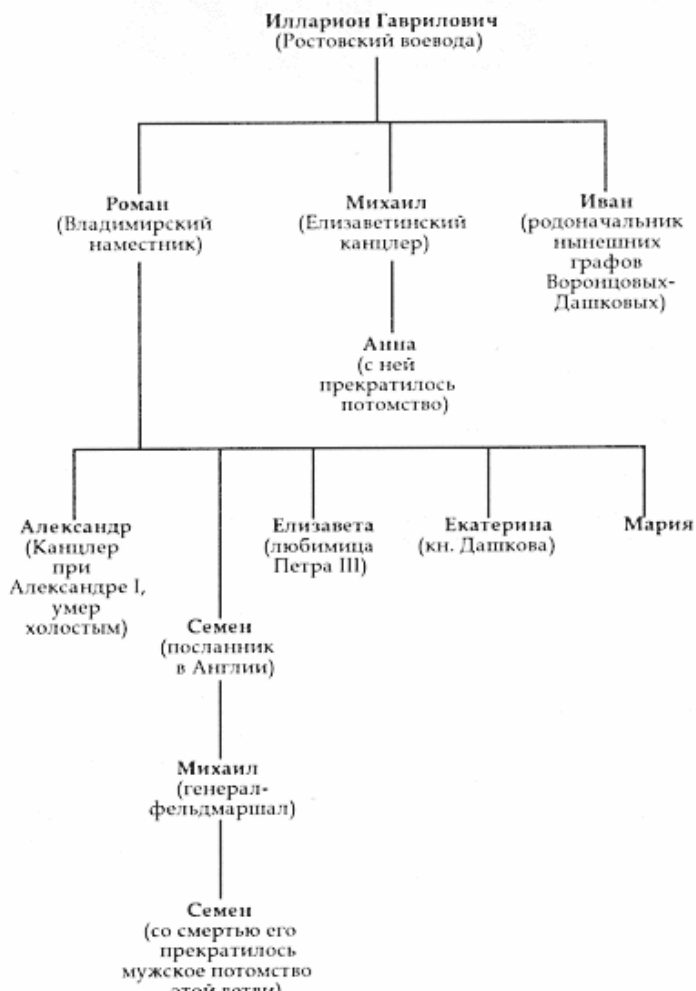 Илларион Гаврилович
(Ростовский воевода)
Роман
(Владимирский
наместник)
Михаил
(Елизаветинский
канцлер)
Иван
(родоначальник
нынешних
графов
Воронцовых-
Дашковых)
Анна
(с ней
прекратилось
потомство)
Александр
(Канцлер
при
Александре I,
умер
холостым)
Семен
(посланник
в Англии)
Елизавета
(любимица
Петра III)
Екатерина
(кн. Дашкова)
Мария
Михаил
(генерал-
фельдмаршал)
Семен
(со смертью его
прекратилось
мужское потомство
этой ветви)